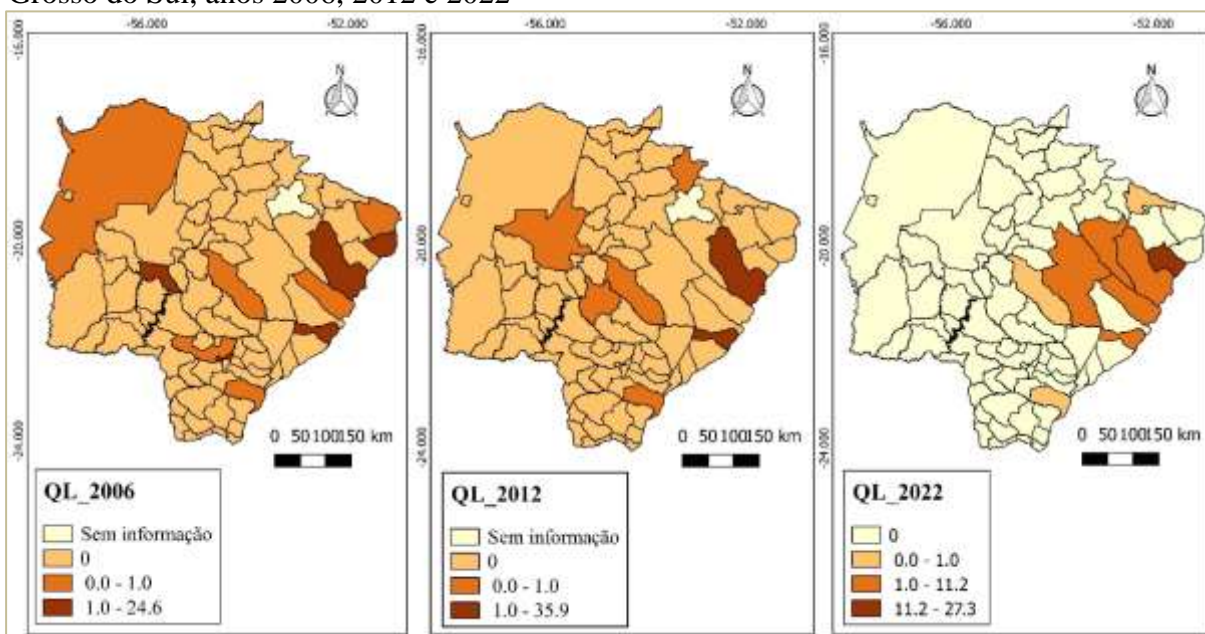 Grosso do Sul, anos 2006, 2012 e 2022
-56.000 -52.000 -56.000 -52.000 -56.000 -52.000
-16.000 -16.000 -16.000
N N N
-20.000 -20.000 -20.000
-24.000 -24.000 -24.000
0 50100150 km 0 50100150 km 0 50100150 km
QL_2006
Sem informação
0
0.0 - 1.0
1.0 - 24.6
QL_2012
Sem informação
0
0.0 - 1.0
1.0 - 35.9
QL_2022
0
0.0 - 1.0
1.0 - 11.2
11.2 - 27.3